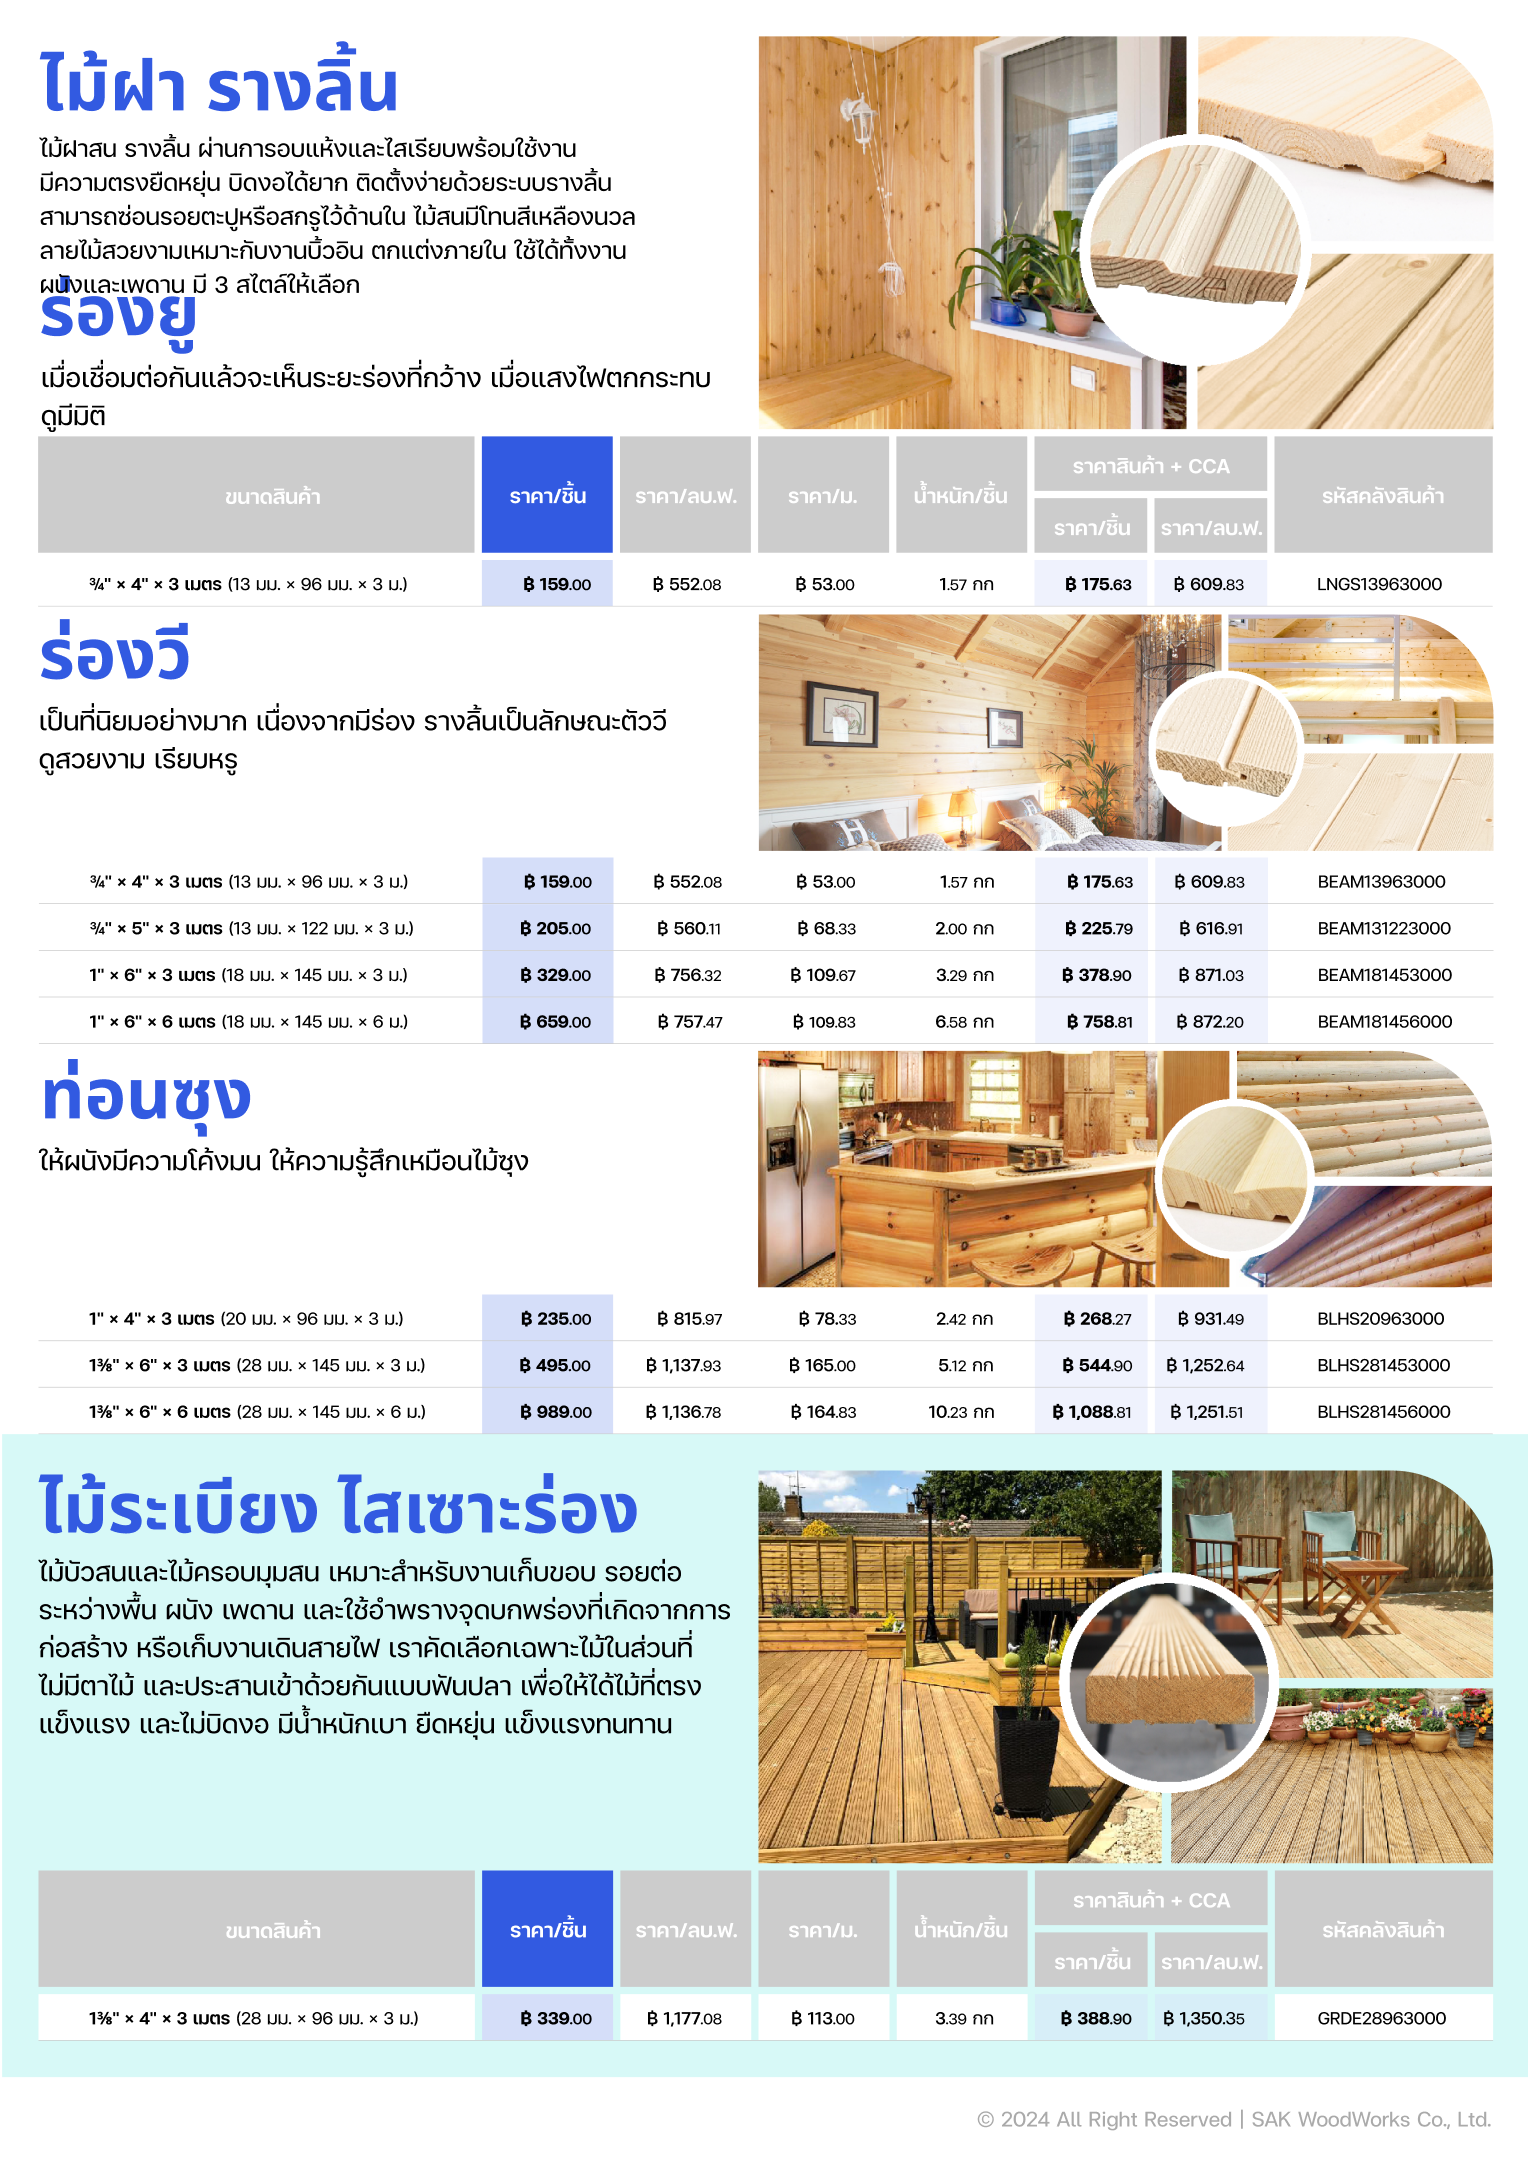 ไม้ฝา รางลิ้น
ไม้ฝาสน รางลิ้น ผ่านการอบแห้งและไสเรียบพร้อมใช้งาน
มีความตรงยืดหยุ่น บิดงอได้ยาก ติดตั้งง่ายด้วยระบบรางลิ้น
สามารถซ่อนรอยตะปูหรือสกรูไว้ด้านใน ไม้สนมีโทนสีเหลืองนวล
ลายไม้สวยงามเหมาะกับงานบิ้วอิน ตกแต่งภายใน ใช้ได้ทั้งงาน
ผนังและเพดาน มี 3 สไตล์ให้เลือก
ร่องยู
เมื่อเชื่อมต่อกันแล้วจะเห็นระยะร่องที่กว้าง เมื่อแสงไฟตกกระทบ
ดูมีมิติ
ขนาดสินค้า ราคา/ชิ้น ราคา/ลบ.ฟ. ราคา/ม. น้ำหนัก/ชิ้น ราคาสินค้า + CCA รหัสคลังสินค้า
ราคา/ชิ้น ราคา/ลบ.ฟ.
¾" × 4" × 3 เมตร (13 มม. × 96 มม. × 3 ม.) ฿ 159.00 ฿ 552.08 ฿ 53.00 1.57 กก ฿ 175.63 ฿ 609.83 LNGS13963000
ร่องวี
เป็นที่นิยมอย่างมาก เนื่องจากมีร่อง รางลิ้นเป็นลักษณะตัววี
ดูสวยงาม เรียบหรู
¾" × 4" × 3 เมตร (13 มม. × 96 มม. × 3 ม.) ฿ 159.00 ฿ 552.08 ฿ 53.00 1.57 กก ฿ 175.63 ฿ 609.83 BEAM13963000
¾" × 5" × 3 เมตร (13 มม. × 122 มม. × 3 ม.) ฿ 205.00 ฿ 560.11 ฿ 68.33 2.00 กก ฿ 225.79 ฿ 616.91 BEAM131223000
1" × 6" × 3 เมตร (18 มม. × 145 มม. × 3 ม.) ฿ 329.00 ฿ 756.32 ฿ 109.67 3.29 กก ฿ 378.90 ฿ 871.03 BEAM181453000
1" × 6" × 6 เมตร (18 มม. × 145 มม. × 6 ม.) ฿ 659.00 ฿ 757.47 ฿ 109.83 6.58 กก ฿ 758.81 ฿ 872.20 BEAM181456000
ท่อนซุง
ให้ผนังมีความโค้งมน ให้ความรู้สึกเหมือนไม้ซุง
1" × 4" × 3 เมตร (20 มม. × 96 มม. × 3 ม.) ฿ 235.00 ฿ 815.97 ฿ 78.33 2.42 กก ฿ 268.27 ฿ 931.49 BLHS20963000
1⅜" × 6" × 3 เมตร (28 มม. × 145 มม. × 3 ม.) ฿ 495.00 ฿ 1,137.93 ฿ 165.00 5.12 กก ฿ 544.90 ฿ 1,252.64 BLHS281453000
1⅜" × 6" × 6 เมตร (28 มม. × 145 มม. × 6 ม.) ฿ 989.00 ฿ 1,136.78 ฿ 164.83 10.23 กก ฿ 1,088.81 ฿ 1,251.51 BLHS281456000
ไม้ระเบียง ไสเซาะร่อง
ไม้บัวสนและไม้ครอบมุมสน เหมาะสำหรับงานเก็บขอบ รอยต่อ
ระหว่างพื้น ผนัง เพดาน และใช้อำพรางจุดบกพร่องที่เกิดจากการ
ก่อสร้าง หรือเก็บงานเดินสายไฟ เราคัดเลือกเฉพาะไม้ในส่วนที่
ไม่มีตาไม้ และประสานเข้าด้วยกันแบบฟันปลา เพื่อให้ได้ไม้ที่ตรง
แข็งแรง และไม่บิดงอ มีน้ำหนักเบา ยืดหยุ่น แข็งแรงทนทาน
ขนาดสินค้า ราคา/ชิ้น ราคา/ลบ.ฟ. ราคา/ม. น้ำหนัก/ชิ้น ราคาสินค้า + CCA รหัสคลังสินค้า
ราคา/ชิ้น ราคา/ลบ.ฟ.
1⅜" × 4" × 3 เมตร (28 มม. × 96 มม. × 3 ม.) ฿ 339.00 ฿ 1,177.08 ฿ 113.00 3.39 กก ฿ 388.90 ฿ 1,350.35 GRDE28963000
© 2024 All Right Reserved | SAK WoodWorks Co., Ltd.